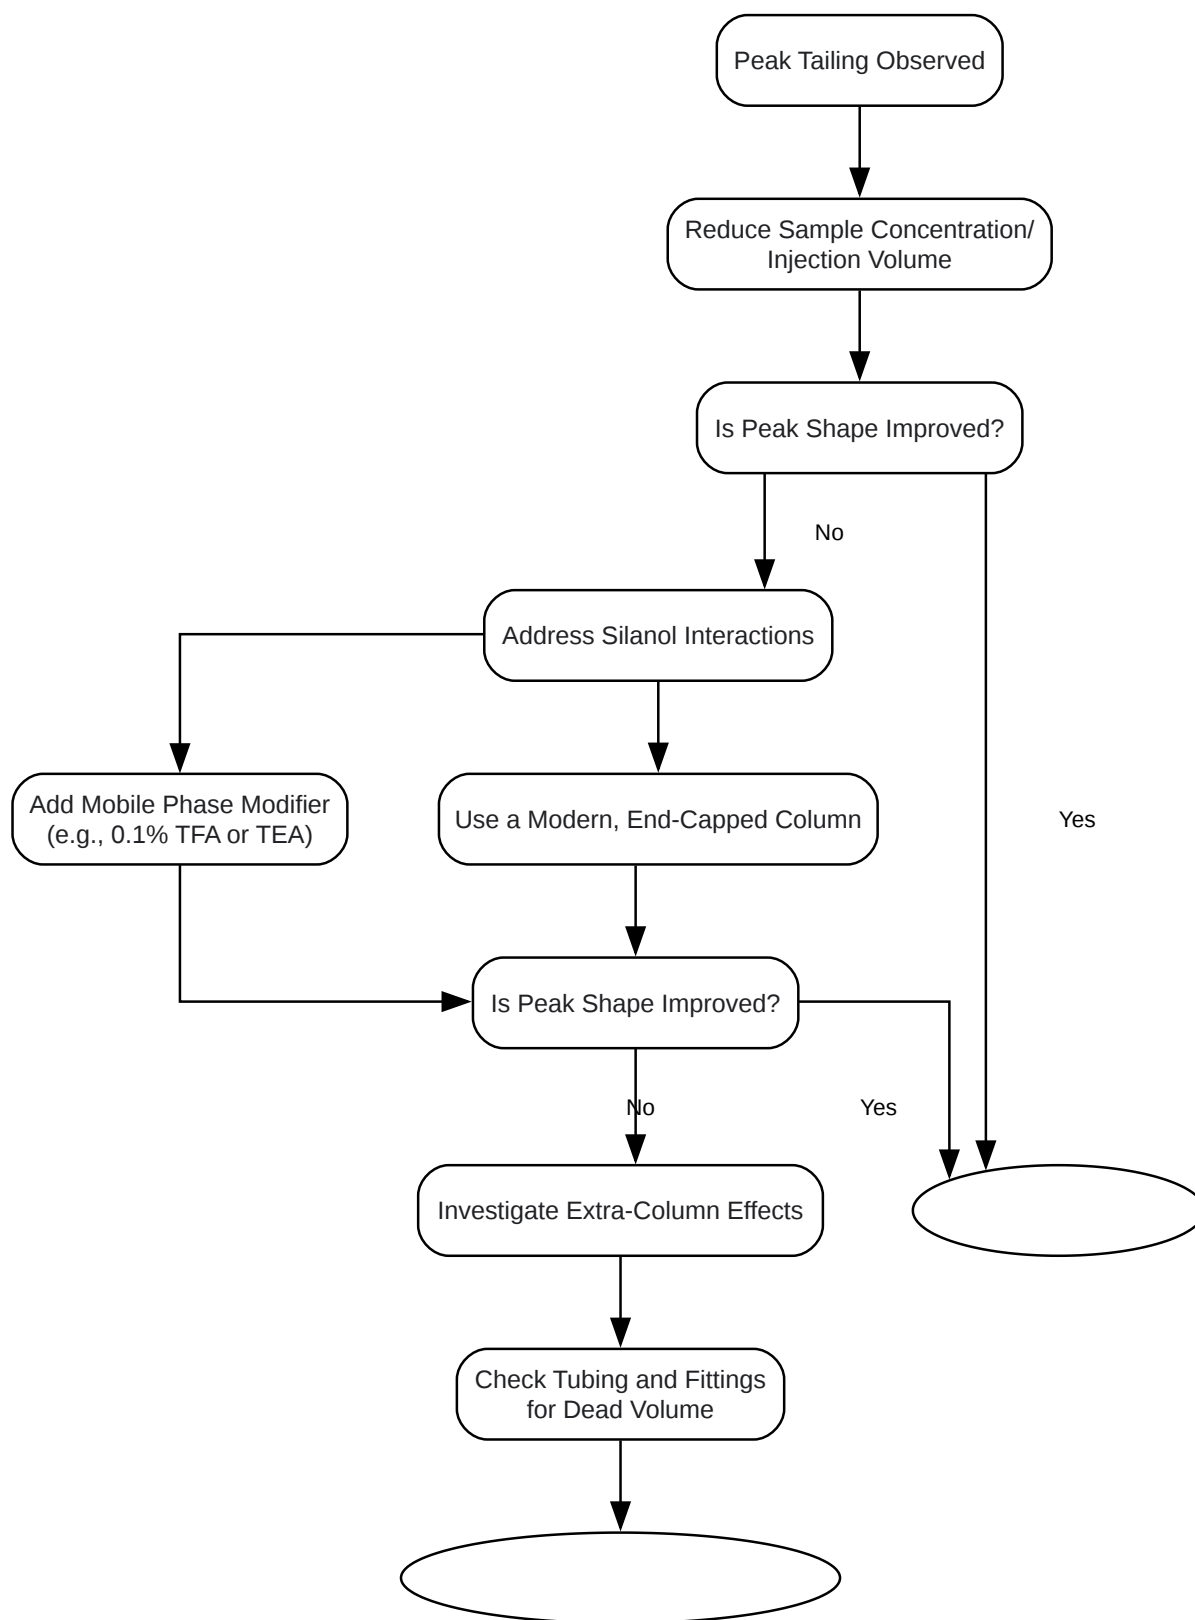 Peak Tailing Observed
Reduce Sample Concentration/
Injection Volume
Is Peak Shape Improved?
No
Address Silanol Interactions
Add Mobile Phase Modifier
(e.g., 0.1% TFA or TEA)
Use a Modern, End-Capped Column
Yes
Is Peak Shape Improved?
No
Yes
Investigate Extra-Column Effects
Check Tubing and Fittings
for Dead Volume